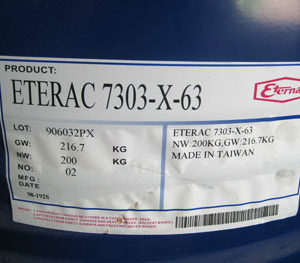 PRODUCT:
Eternal
ETERAC 7303-X-63
LOT: 906032PX
GW: 216.7 KG
NW: 200 KG
NO: 02
MFG DATE
ETERAC 7303-X-63
NW:200KG,GW:216.7KG
MADE IN TAIWAN